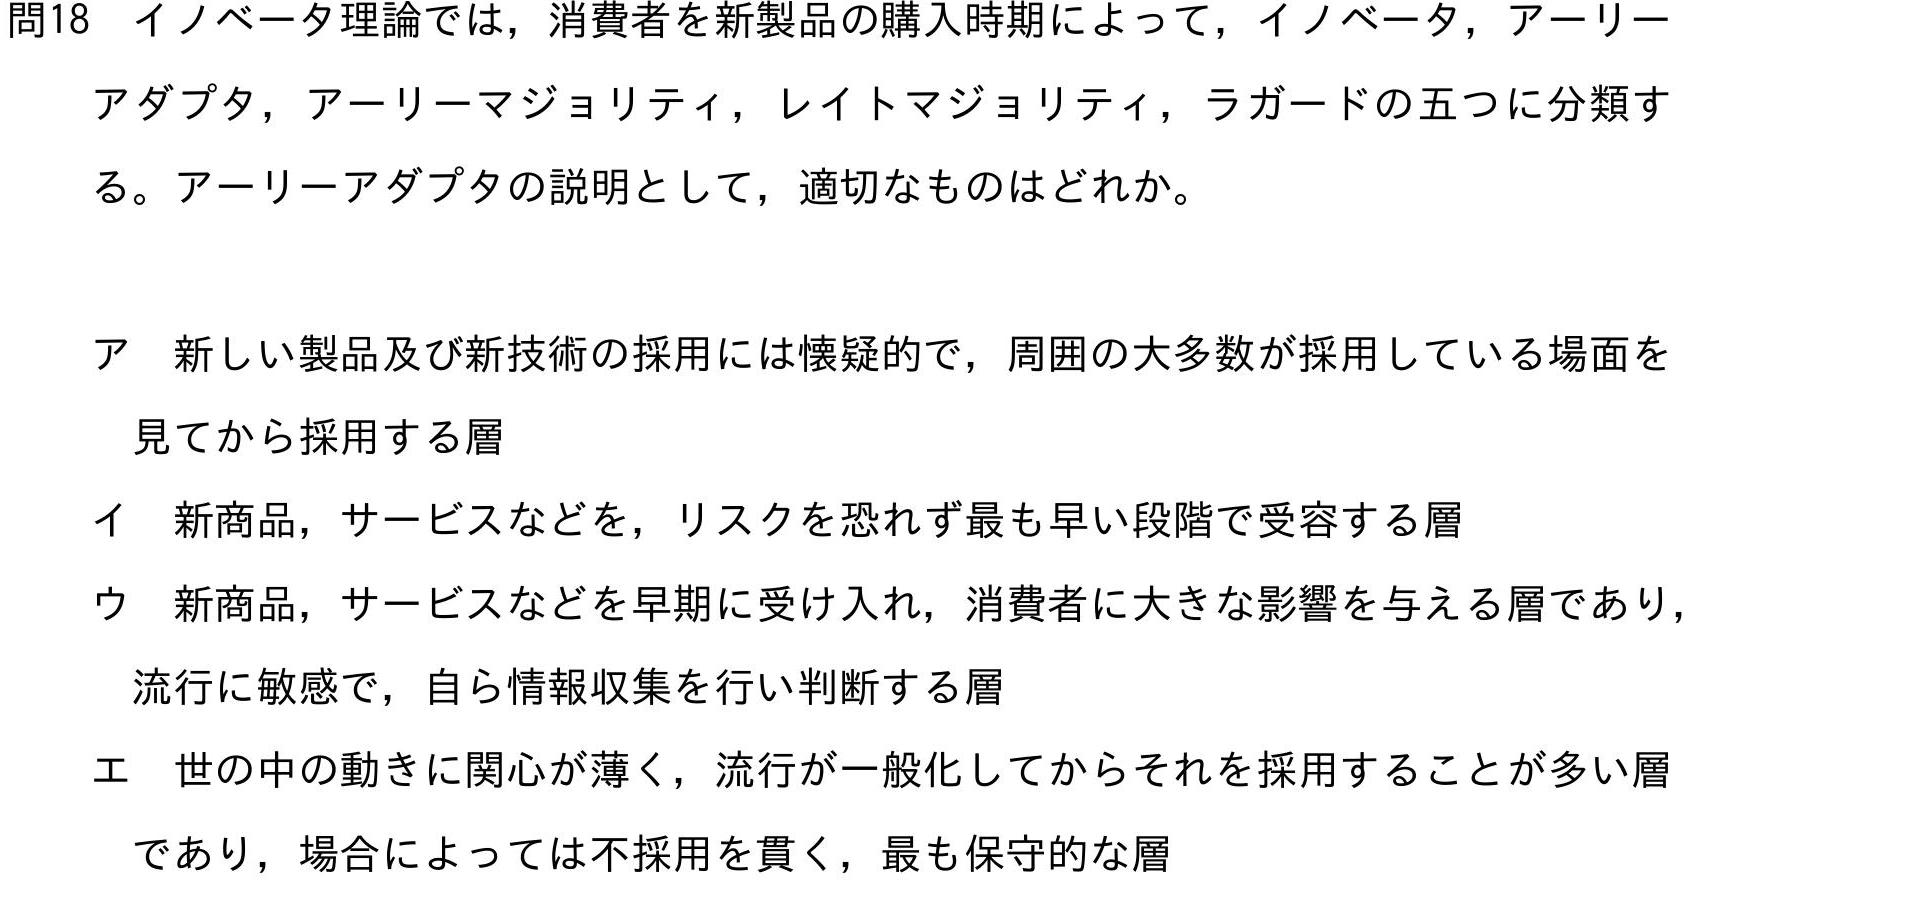 問18　イノベータ理論では，消費者を新製品の購入時期によって，イノベータ，アーリー
アダプタ，アーリーマジョリティ，レイトマジョリティ，ラガードの五つに分類す
る。アーリーアダプタの説明として，適切なものはどれか。
ア　新しい製品及び新技術の採用には懐疑的で，周囲の大多数が採用している場面を
見てから採用する層
イ　新商品，サービスなどを，リスクを恐れず最も早い段階で受容する層
ウ　新商品，サービスなどを早期に受け入れ，消費者に大きな影響を与える層であり，
流行に敏感で，自ら情報収集を行い判断する層
エ　世の中の動きに関心が薄く，流行が一般化してからそれを採用することが多い層
であり，場合によっては不採用を貫く，最も保守的な層